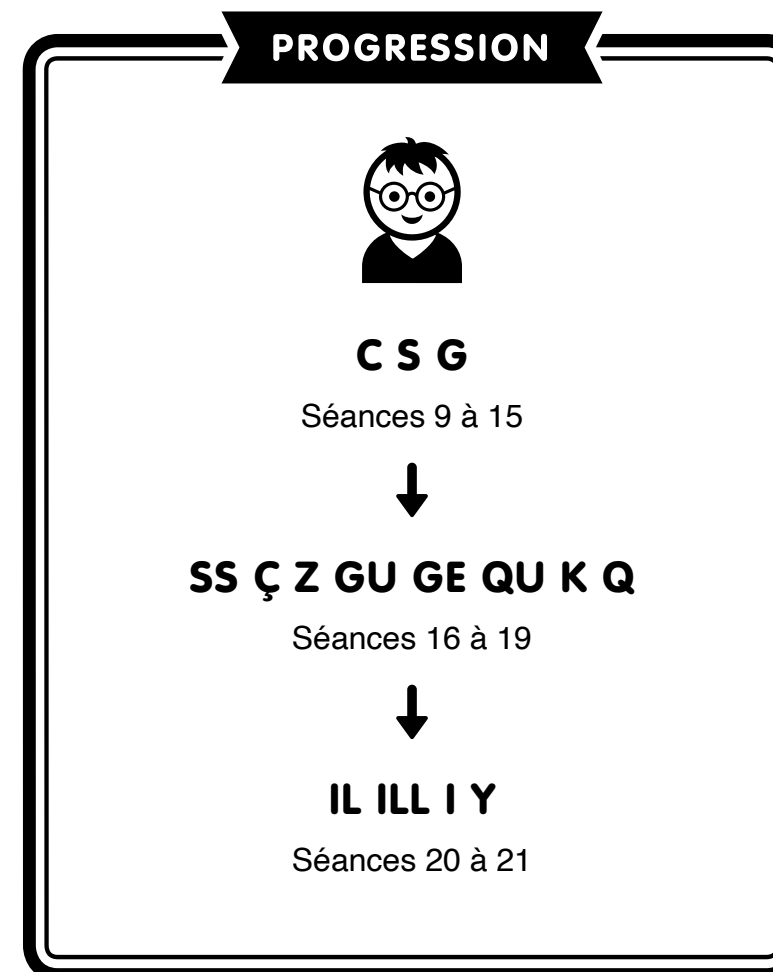 PROGRESSION
C S G
Séances 9 à 15
SS Ç Z GU GE QU K Q
Séances 16 à 19
IL ILL I Y
Séances 20 à 21